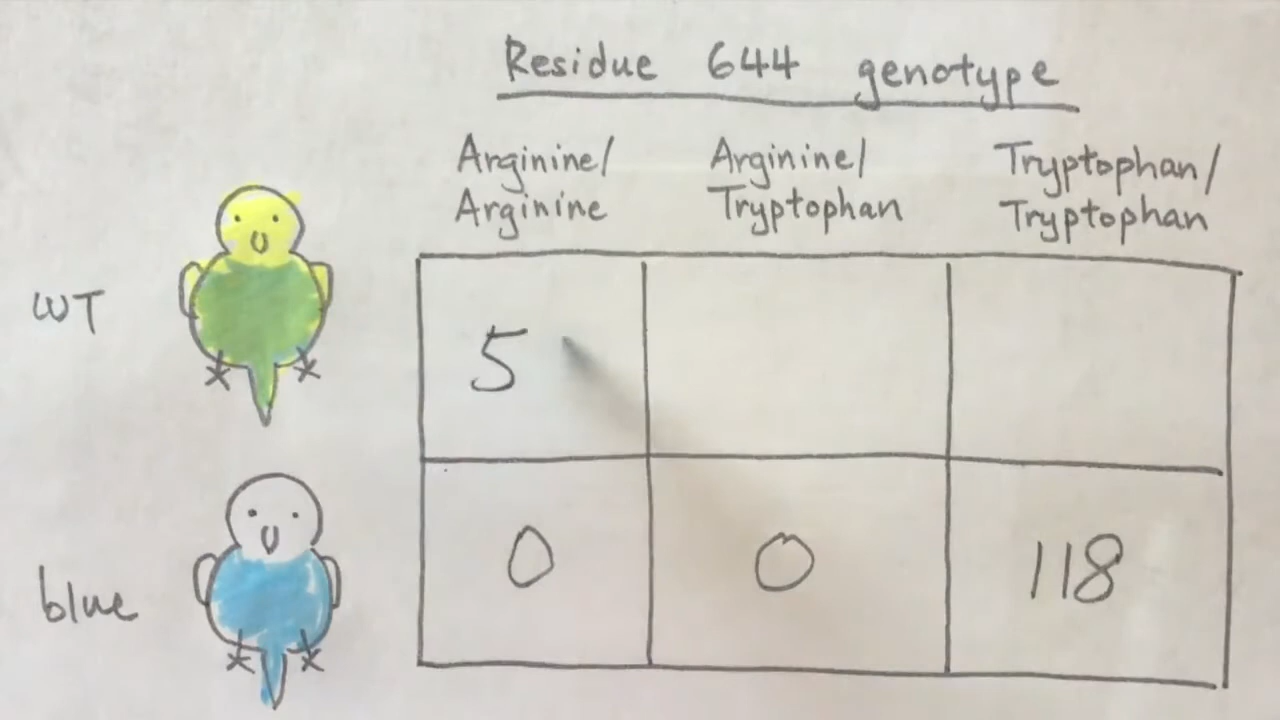 Residue 644 genotype
Arginine/ Arginine/ Tryptophan/
Arginine Tryptophan Tryptophan
WT 5
blue 0 0 118